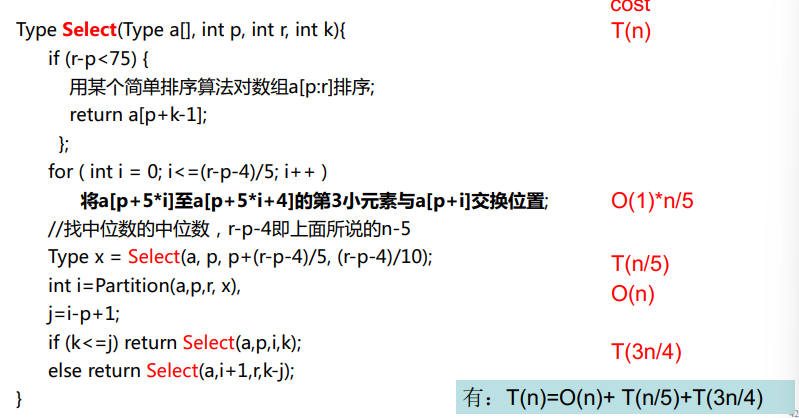 cost
Type Select(Type a[], int p, int r, int k){ T(n)
if (r-p<75) {
用某个简单排序算法对数组a[p:r]排序;
return a[p+k-1];
};
for ( int i = 0; i<=(r-p-4)/5; i++ )
将a[p+5*i]至a[p+5*i+4]的第3小元素与a[p+i]交换位置; O(1)*n/5
//找中位数的中位数，r-p-4即上面所说的n-5
Type x = Select(a, p, p+(r-p-4)/5, (r-p-4)/10); T(n/5)
int i=Partition(a,p,r, x), O(n)
j=i-p+1;
if (k<=j) return Select(a,p,i,k); T(3n/4)
else return Select(a,i+1,r,k-j);
} 有：T(n)=O(n)+ T(n/5)+T(3n/4)